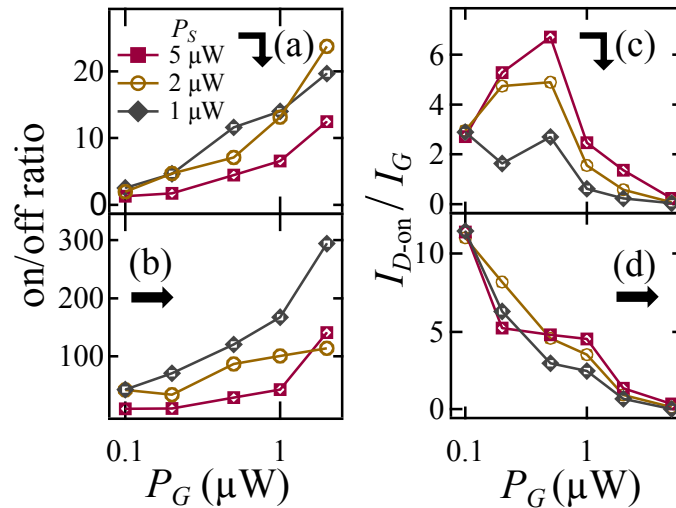 P_S
5 μW
2 μW
1 μW
(a)
20
10
0
on/off ratio
(b)
300
200
100
0.1
1
P_G (μW)
(c)
6
4
2
0
I_D-on / I_G
(d)
10
5
0
0.1
1
P_G (μW)